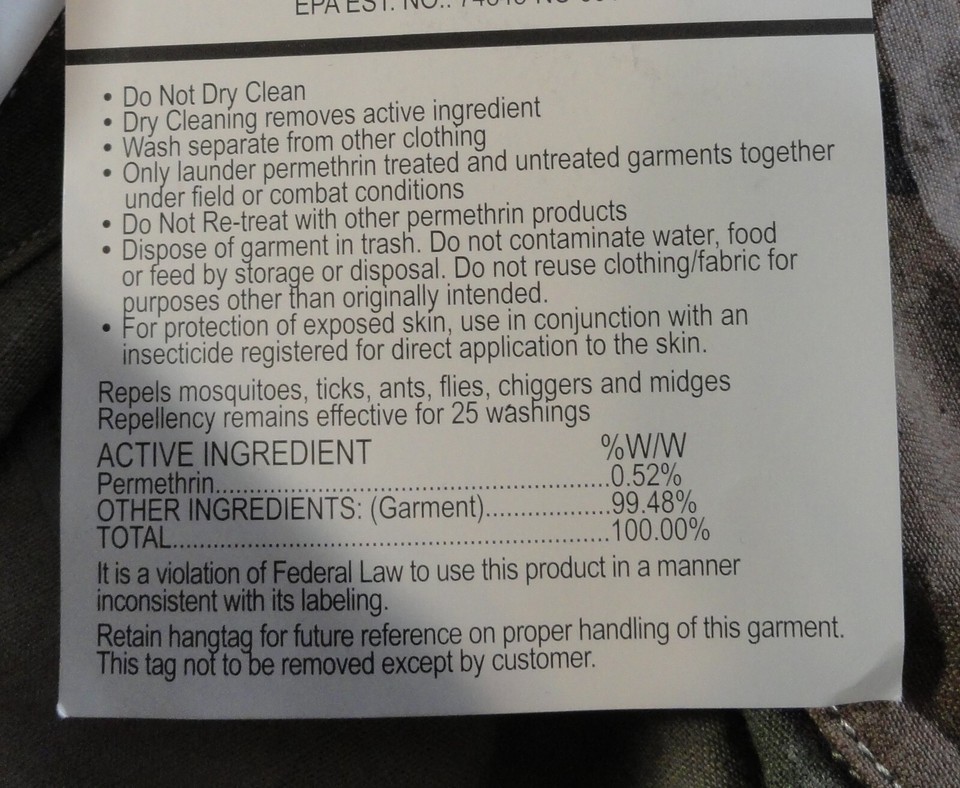 EPA EST. NO.:
• Do Not Dry Clean
• Dry Cleaning removes active ingredient
• Wash separate from other clothing
• Only launder permethrin treated and untreated garments together
under field or combat conditions
• Do Not Re-treat with other permethrin products
• Dispose of garment in trash. Do not contaminate water, food
or feed by storage or disposal. Do not reuse clothing/fabric for
purposes other than originally intended.
• For protection of exposed skin, use in conjunction with an
insecticide registered for direct application to the skin.
Repels mosquitoes, ticks, ants, flies, chiggers and midges
Repellency remains effective for 25 washings
ACTIVE INGREDIENT %W/W
Permethrin..........0.52%
OTHER INGREDIENTS: (Garment)..........99.48%
TOTAL..........100.00%
It is a violation of Federal Law to use this product in a manner
inconsistent with its labeling.
Retain hangtag for future reference on proper handling of this garment.
This tag not to be removed except by customer.